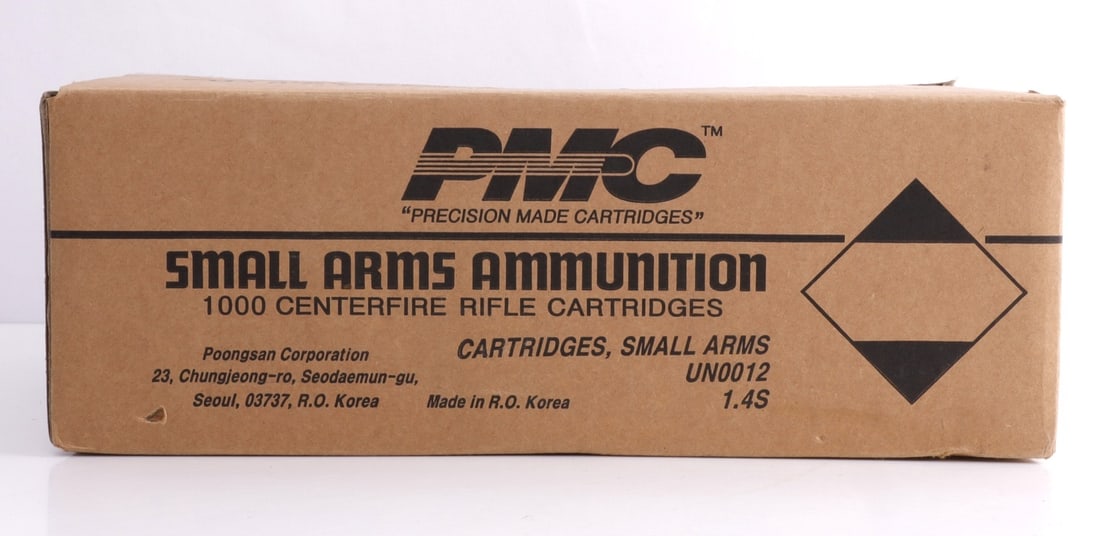 PMC™
“PRECISION MADE CARTRIDGES”
SMALL ARMS AMMUNITION
1000 CENTERFIRE RIFLE CARTRIDGES
Poongsan Corporation
23, Chungjeong-ro, Seodaemun-gu,
Seoul, 03737, R.O. Korea
Made in R.O. Korea
CARTRIDGES, SMALL ARMS
UN0012
1.4S